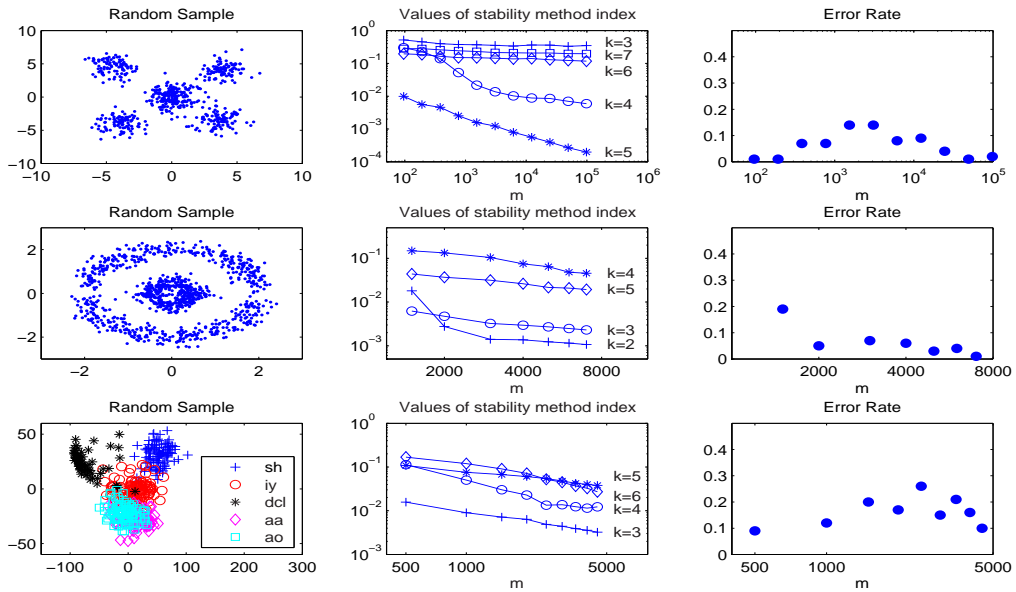 Random Sample
10
5
0
−5
−10
−10
−5
0
5
10
Values of stability method index
10^0
10^-1
10^-2
10^-3
10^-4
k=3
k=7
k=6
k=4
k=5
10^2
10^3
10^4
10^5
10^6
m
Error Rate
0.4
0.3
0.2
0.1
0
10^2
10^3
10^4
10^5
m
Random Sample
2
0
−2
−2
0
2
Values of stability method index
10^-1
10^-2
10^-3
k=4
k=5
k=3
k=2
2000
4000
8000
m
Error Rate
0.4
0.3
0.2
0.1
0
2000
4000
8000
m
Random Sample
50
0
−50
−100
0
100
200
300
sh
iy
dcl
aa
ao
Values of stability method index
10^0
10^-1
10^-2
10^-3
k=5
k=6
k=4
k=3
500
1000
5000
m
Error Rate
0.4
0.3
0.2
0.1
0
500
1000
5000
m